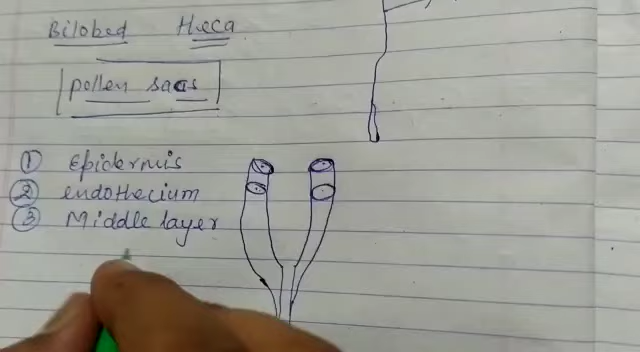 Bilobed Theca
pollen sacs
① Epidermis
② endothecium
③ Middle layer